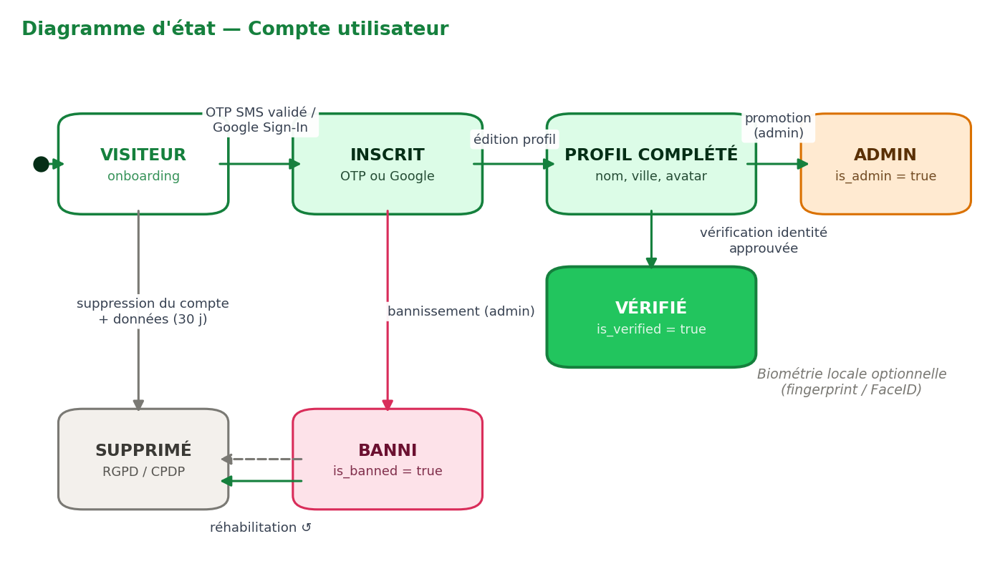 Diagramme d'état — Compte utilisateur
OTP SMS validé /
Google Sign-In
édition profil
promotion
(admin)
VISITEUR
onboarding
INSCRIT
OTP ou Google
PROFIL COMPLÉTÉ
nom, ville, avatar
ADMIN
is_admin = true
vérification identité
approuvée
suppression du compte
+ données (30 j)
bannissement (admin)
VÉRIFIÉ
is_verified = true
Biométrie locale optionnelle
(fingerprint / FaceID)
SUPPRIMÉ
RGPD / CPDP
BANNI
is_banned = true
réhabilitation ↺